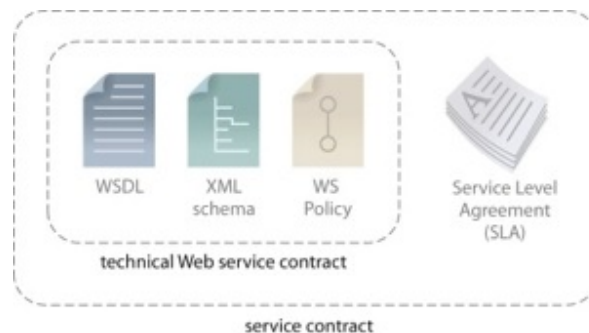 WSDL
XML
schema
WS
Policy
Service Level
Agreement
(SLA)
technical Web service contract
service contract